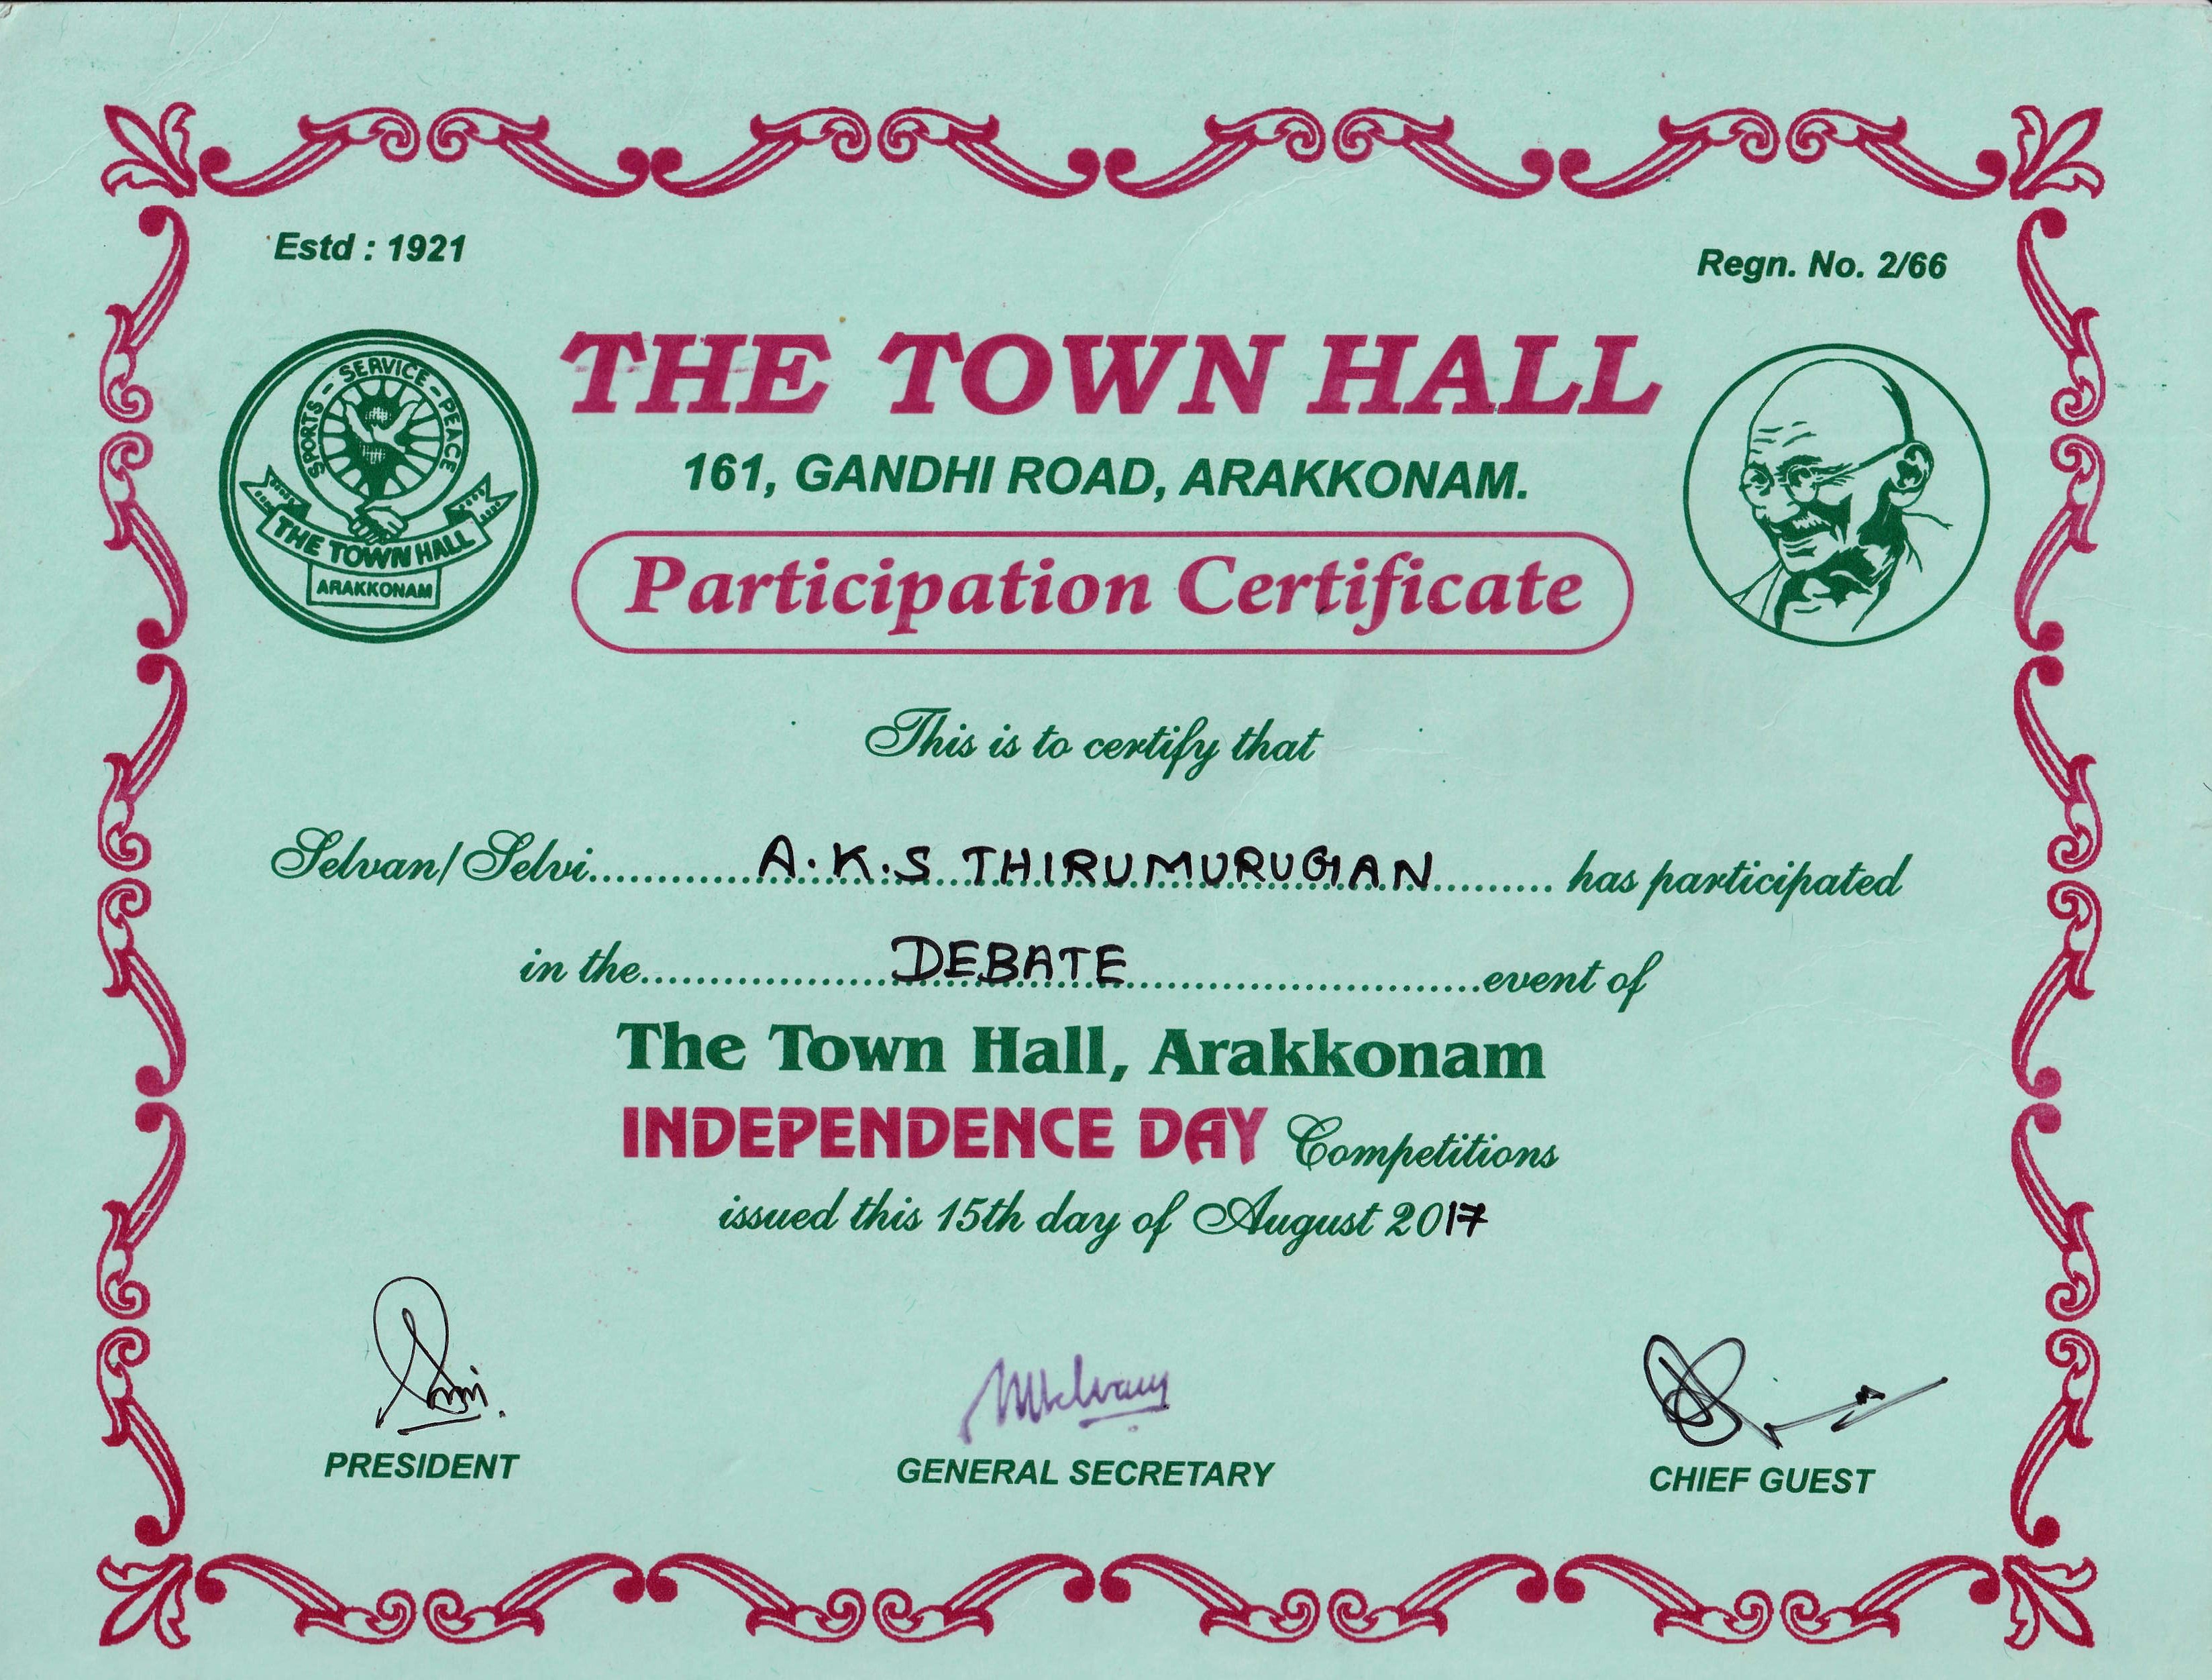 Estd : 1921
Regn. No. 2/66
SPORTS - SERVICE - PEACE
THE TOWN HALL
ARAKKONAM
THE TOWN HALL
161, GANDHI ROAD, ARAKKONAM.
Participation Certificate
This is to certify that
Selvan/Selvi..............A.K.S THIRUMURUGAN.............. has participated
in the....................DEBATE..............................event of
The Town Hall, Arakkonam
INDEPENDENCE DAY Competitions
issued this 15th day of August 2017
PRESIDENT
GENERAL SECRETARY
CHIEF GUEST